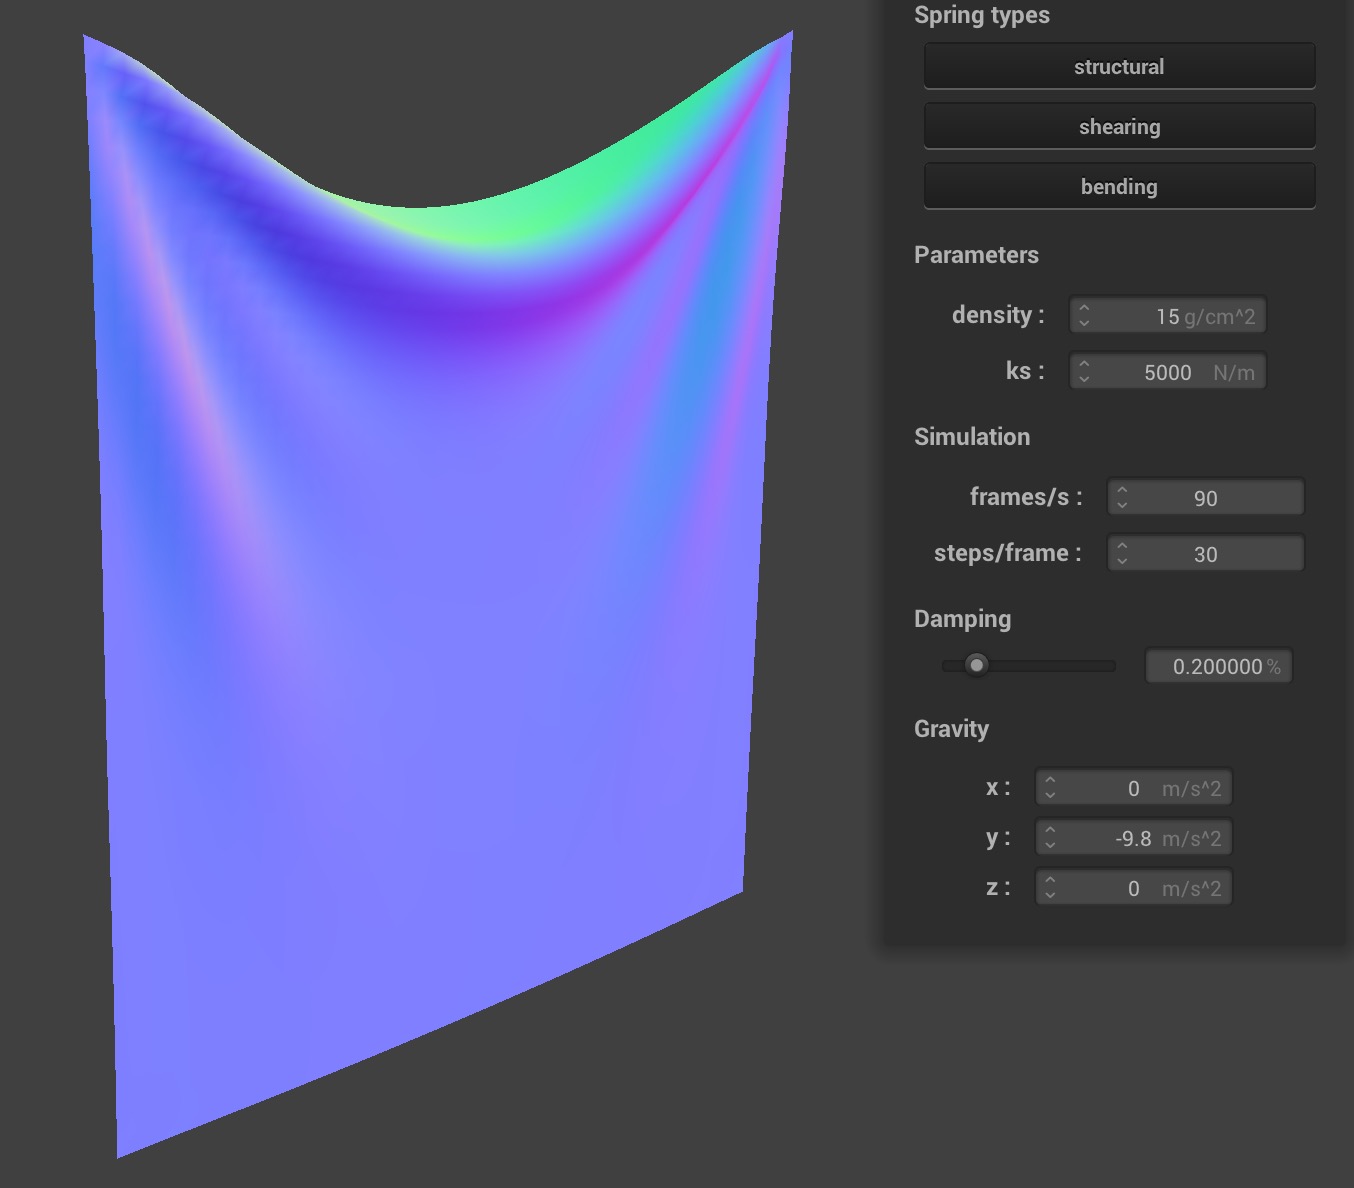 Spring types
structural
shearing
bending
Parameters
density : 15 g/cm^2
ks : 5000 N/m
Simulation
frames/s : 90
steps/frame : 30
Damping
0.200000 %
Gravity
x : 0 m/s^2
y : -9.8 m/s^2
z : 0 m/s^2